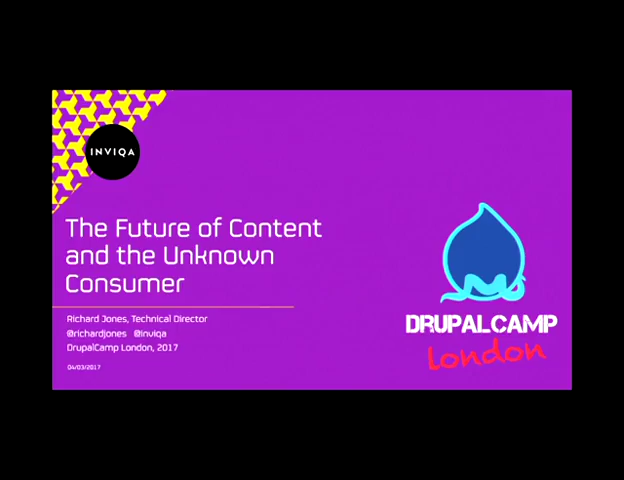 INVIQA
The Future of Content
and the Unknown
Consumer
Richard Jones, Technical Director
@richardjones @inviqa
DrupalCamp London, 2017
04/03/2017
DRUPALCAMP
london